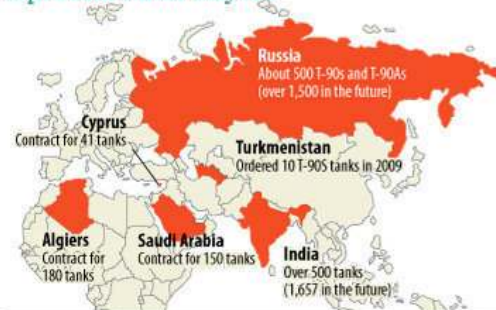 Russia
About 500 T-90s and T-90As
(over 1,500 in the future)
Cyprus
Contract for 41 tanks
Turkmenistan
Ordered 10 T-90S tanks in 2009
Algiers
Contract for
180 tanks
Saudi Arabia
Contract for 150 tanks
India
Over 500 tanks
(1,657 in the future)